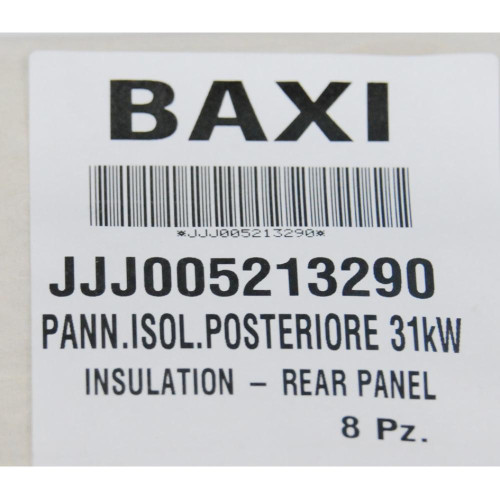 BAXI
*JJJ005213290*
JJJ005213290
PANN.ISOL.POSTERIORE 31kW
INSULATION - REAR PANEL
8 Pz.